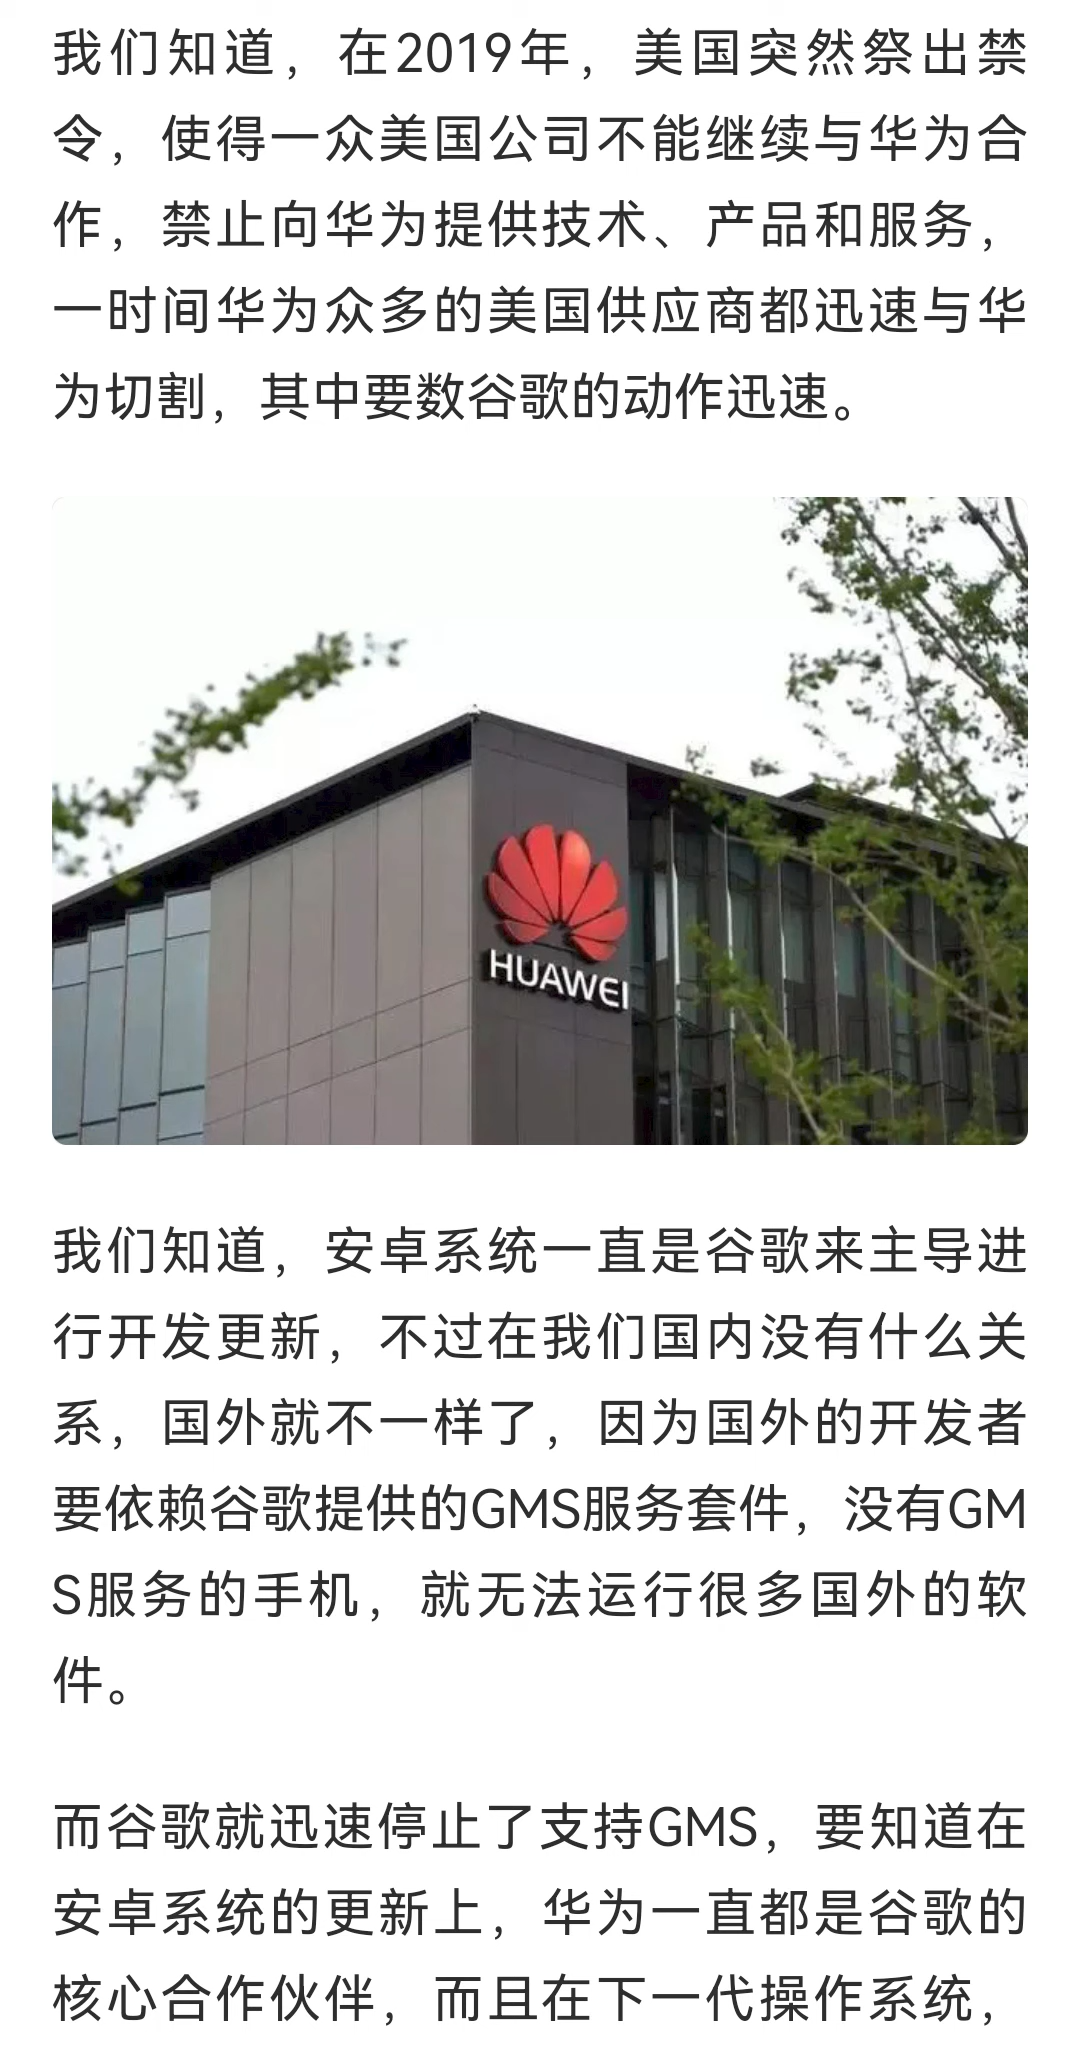 我们知道，在2019年，美国突然祭出禁
令，使得一众美国公司不能继续与华为合
作，禁止向华为提供技术、产品和服务，
一时间华为众多的美国供应商都迅速与华
为切割，其中要数谷歌的动作迅速。
HUAWEI
我们知道，安卓系统一直是谷歌来主导进
行开发更新，不过在我们国内没有什么关
系，国外就不一样了，因为国外的开发者
要依赖谷歌提供的GMS服务套件，没有GM
S服务的手机，就无法运行很多国外的软
件。
而谷歌就迅速停止了支持GMS，要知道在
安卓系统的更新上，华为一直都是谷歌的
核心合作伙伴，而且在下一代操作系统，